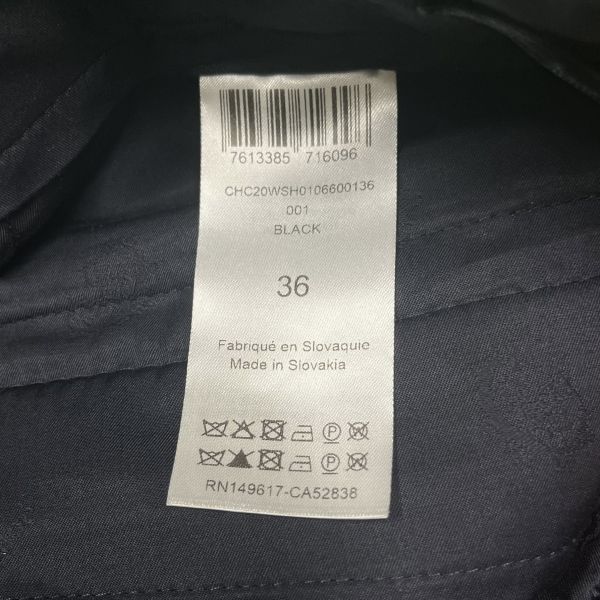 7613385 716096
CHC20WSH0106600136
001
BLACK
36
Fabriqué en Slovaquie
Made in Slovakia
RN149617-CA52838